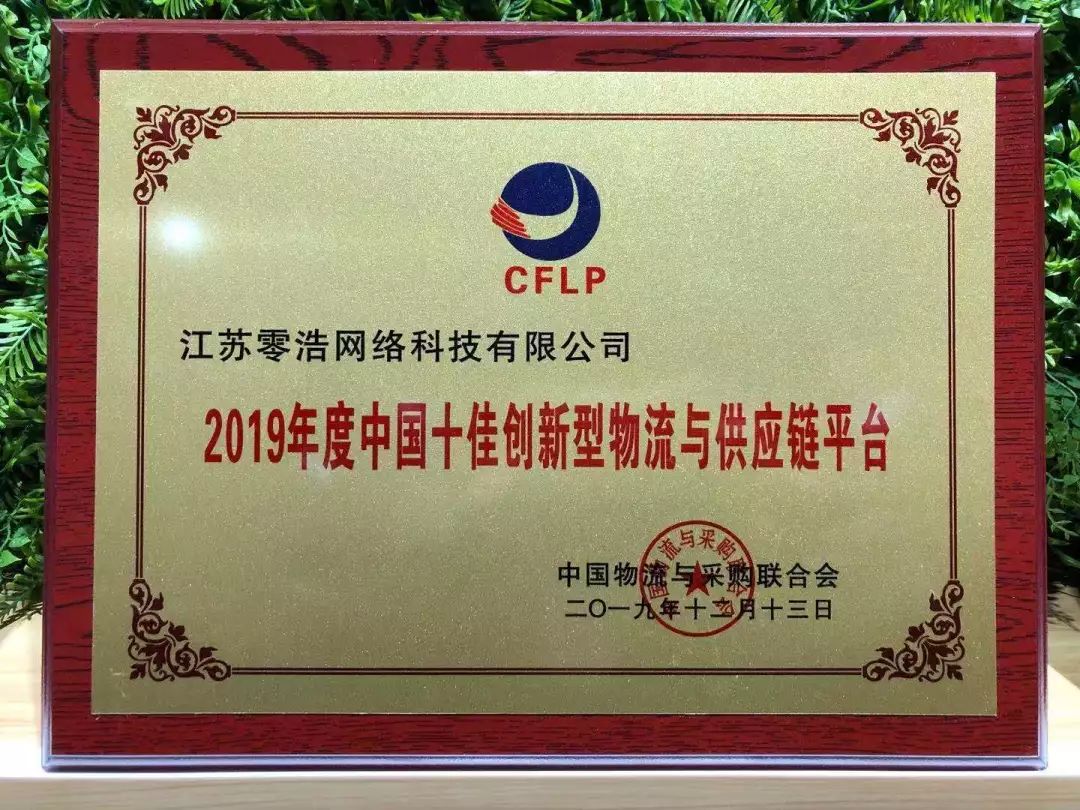 CFLP
江苏零浩网络科技有限公司
2019年度中国十佳创新型物流与供应链平台
中国物流与采购联合会
二〇一九年十二月十三日